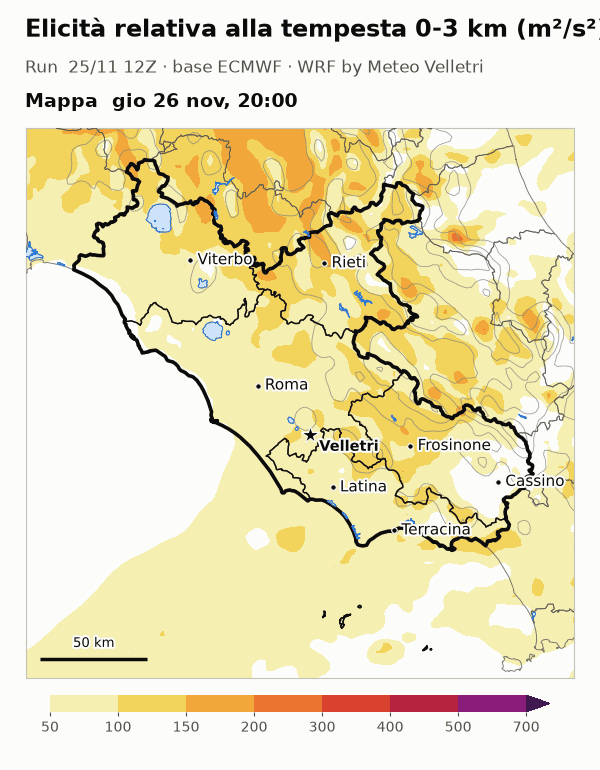 Elicità relativa alla tempesta 0-3 km (m²/s²)
Run  25/11 12Z · base ECMWF · WRF by Meteo Velletri
Mappa  gio 26 nov, 20:00
Viterbo
Rieti
Roma
Velletri
Frosinone
Latina
Cassino
Terracina
50 km
50 100 150 200 300 400 500 700